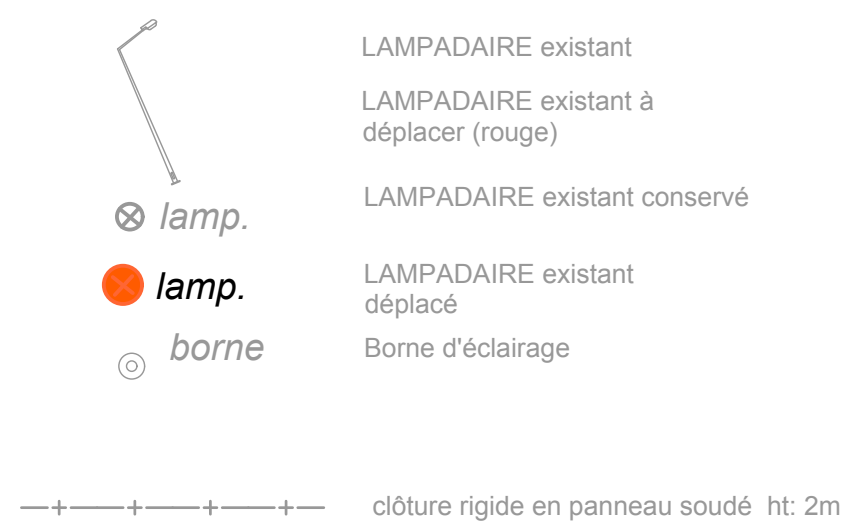 LAMPADAIRE existant
LAMPADAIRE existant à
déplacer (rouge)
lamp.
LAMPADAIRE existant conservé
lamp.
LAMPADAIRE existant
déplacé
borne
Borne d'éclairage
clôture rigide en panneau soudé ht: 2m